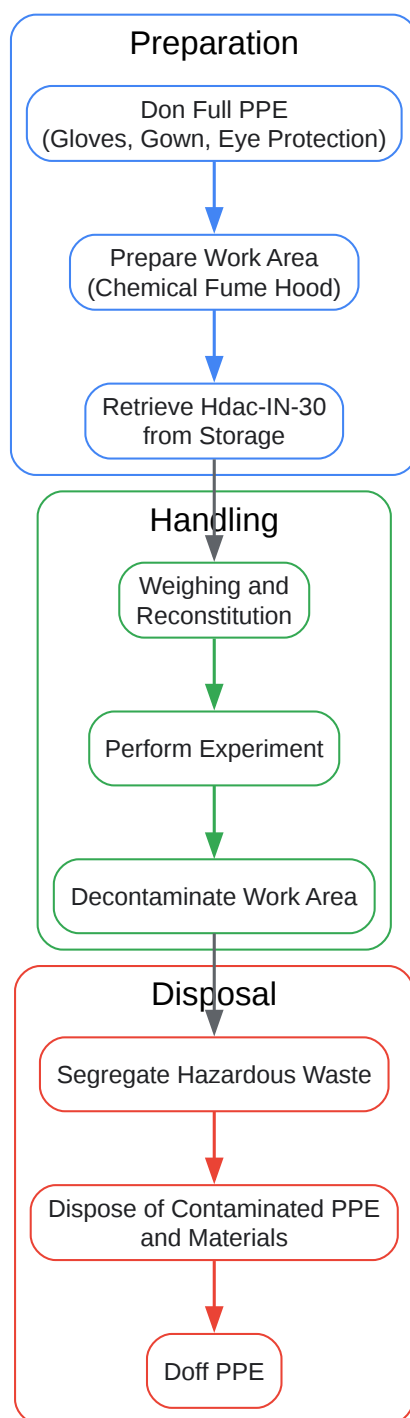 Preparation
Don Full PPE
(Gloves, Gown, Eye Protection)
Prepare Work Area
(Chemical Fume Hood)
Retrieve Hdac-IN-30
from Storage
Handling
Weighing and
Reconstitution
Perform Experiment
Decontaminate Work Area
Disposal
Segregate Hazardous Waste
Dispose of Contaminated PPE
and Materials
Doff PPE